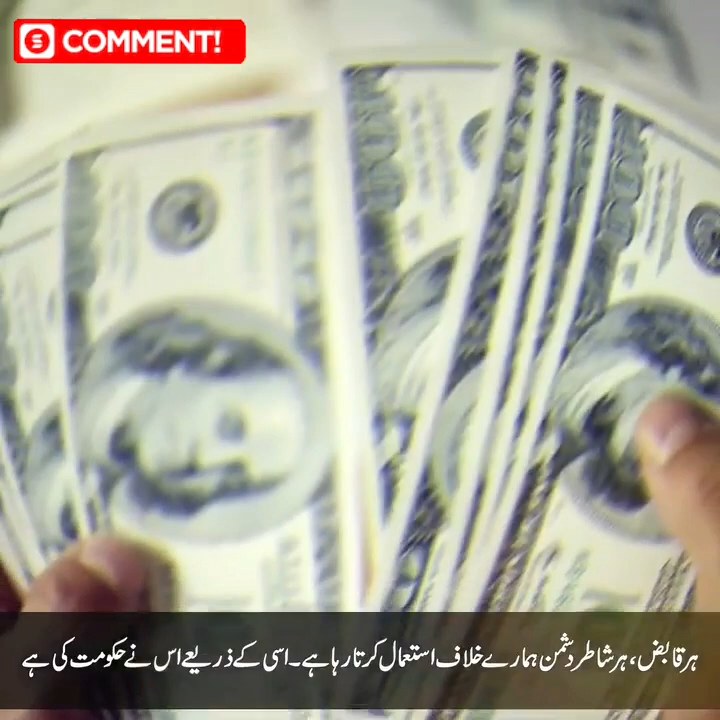 COMMENT!
ہر قابض، ہر شاطر دشمن ہمارے خلاف استعمال کرتا رہا ہے۔ اسی کے ذریعے اس نے حکومت کی ہے